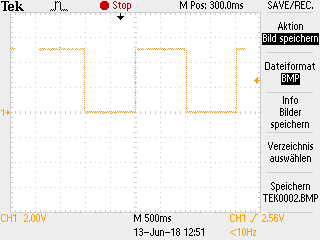 Tek Stop M Pos: 300.0ms SAVE/REC.
Aktion
Bild speichern
Dateiformat
BMP
Info
Bilder
speichern
Verzeichnis
auswählen
Speichern
TEK0002.BMP
1
CH1 2.00V M 500ms CH1 2.56V
13-Jun-18 12:51 <10Hz